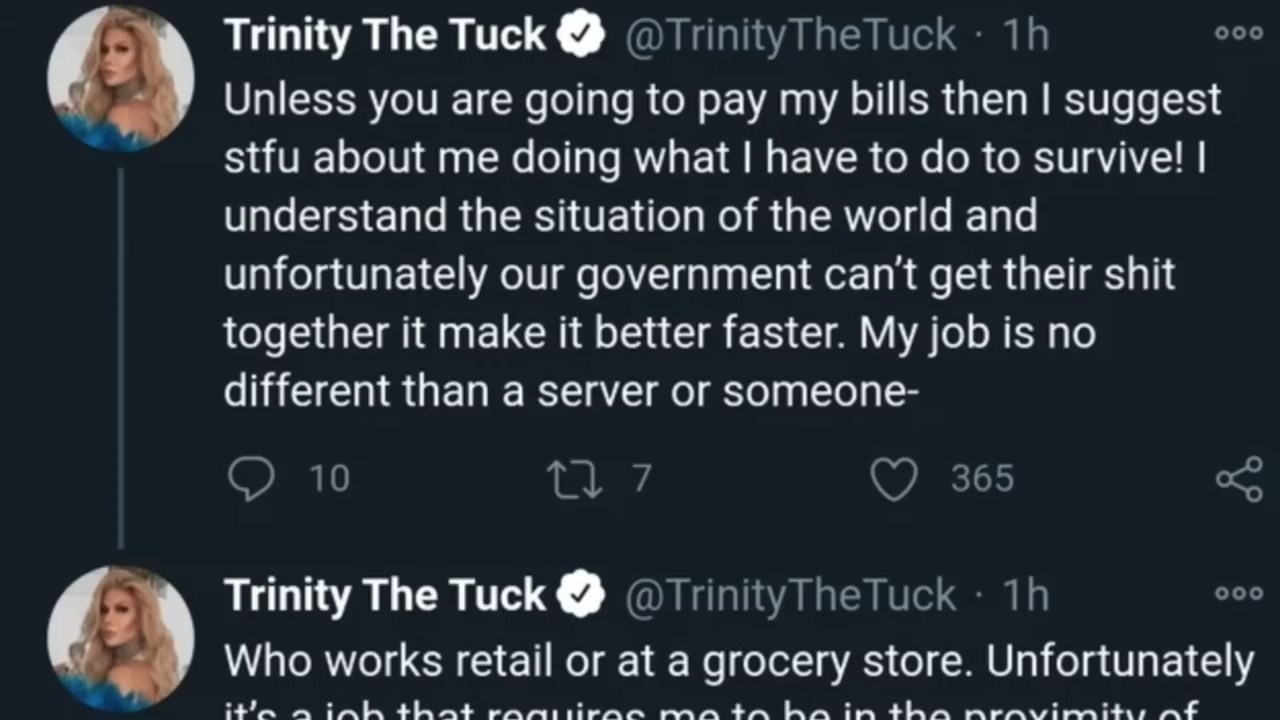 Trinity The Tuck @TrinityTheTuck · 1h
Unless you are going to pay my bills then I suggest
stfu about me doing what I have to do to survive! I
understand the situation of the world and
unfortunately our government can’t get their shit
together it make it better faster. My job is no
different than a server or someone-
10 7 365
Trinity The Tuck @TrinityTheTuck · 1h
Who works retail or at a grocery store. Unfortunately
it’s a job that requires me to be in the proximity of